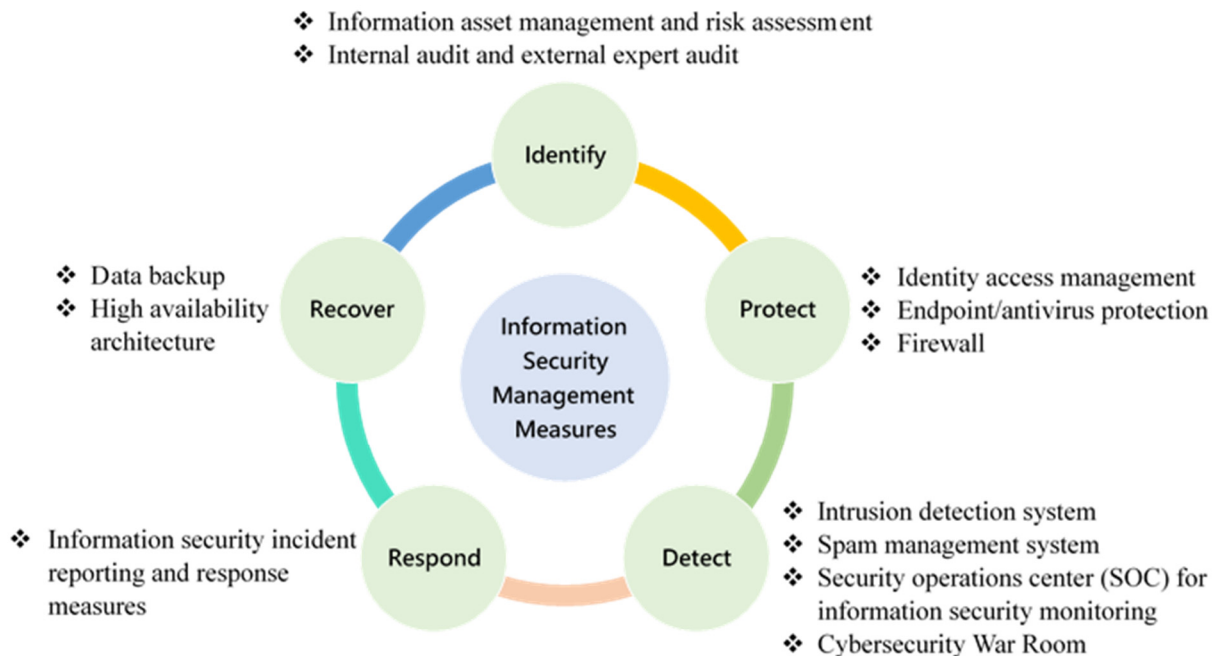 ❖ Information asset management and risk assessment
❖ Internal audit and external expert audit
Identify
Protect
❖ Identity access management
❖ Endpoint/antivirus protection
❖ Firewall
Detect
❖ Intrusion detection system
❖ Spam management system
❖ Security operations center (SOC) for
information security monitoring
❖ Cybersecurity War Room
Respond
❖ Information security incident
reporting and response
measures
Recover
❖ Data backup
❖ High availability
architecture
Information
Security
Management
Measures